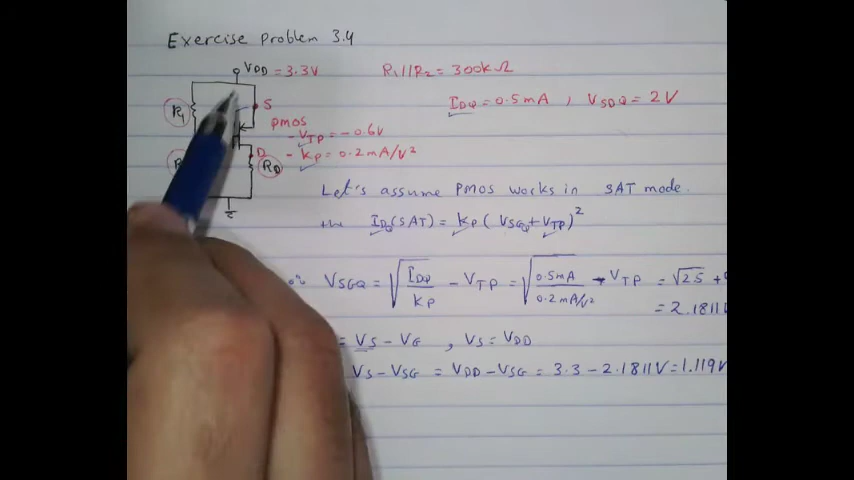 Exercise Problem 3.4
VDD = 3.3V
R1//R2 = 300kΩ
IDQ = 0.5mA , VSDQ = 2V
R1
S
PMOS
- VTP = -0.6V
- KP = 0.2mA/V²
D
RD
Let's assume PMOS works in SAT mode.
the IDQ(SAT) = KP (VSGQ + VTP)²
VSGQ = √(IDQ/KP) - VTP = √(0.5mA/0.2mA/V²) - VTP = √2.5 +
= 2.1811
= VS - VG , VS = VDD
VS - VSG = VDD - VSG = 3.3 - 2.1811V = 1.119V